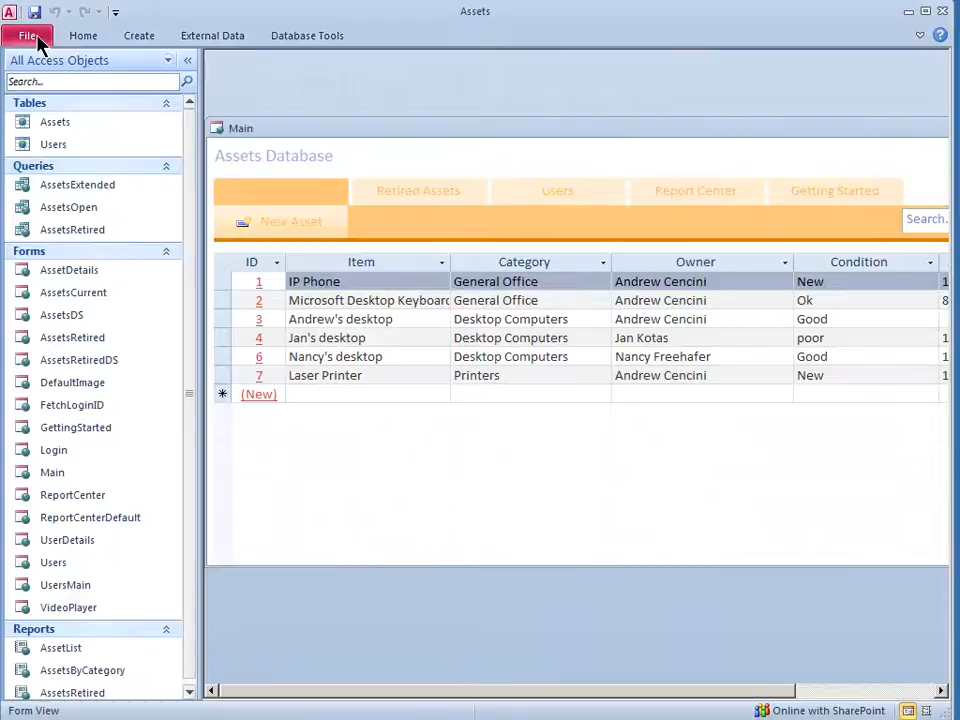 Assets
File
Home
Create
External Data
Database Tools
All Access Objects
Search...
Tables
Assets
Users
Queries
AssetsExtended
AssetsOpen
AssetsRetired
Forms
AssetDetails
AssetsCurrent
AssetsDS
AssetsRetired
AssetsRetiredDS
DefaultImage
FetchLoginID
GettingStarted
Login
Main
ReportCenter
ReportCenterDefault
UserDetails
Users
UsersMain
VideoPlayer
Reports
AssetList
AssetsByCategory
AssetsRetired
Main
Assets Database
Retired Assets Users Report Center Getting Started
New Asset Search...
ID Item Category Owner Condition
1 IP Phone General Office Andrew Cencini New 1
2 Microsoft Desktop Keyboard General Office Andrew Cencini Ok 8
3 Andrew's desktop Desktop Computers Andrew Cencini Good
4 Jan's desktop Desktop Computers Jan Kotas poor 1
6 Nancy's desktop Desktop Computers Nancy Freehafer Good 1
7 Laser Printer Printers Andrew Cencini New 1
(New)
Form View
Online with SharePoint